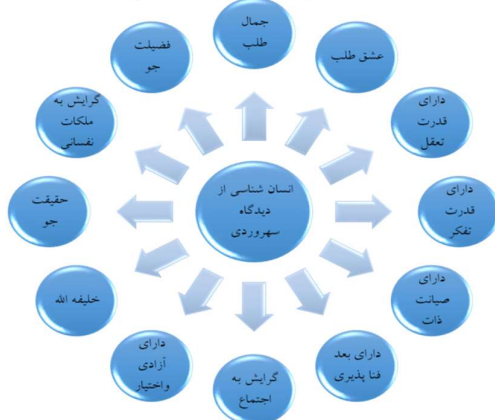 انسان شناسی از
دیدگاه
سهروردی
جمال
طلب
عشق طلب
دارای
قدرت
تعقل
دارای
قدرت
تفکر
دارای
صیانت
ذات
دارای بعد
فنا پذیری
گرایش به
اجتماع
دارای
آزادی
واختیار
خلیفه الله
حقیقت
جو
گرایش به
ملکات
نفسانی
فضیلت
جو